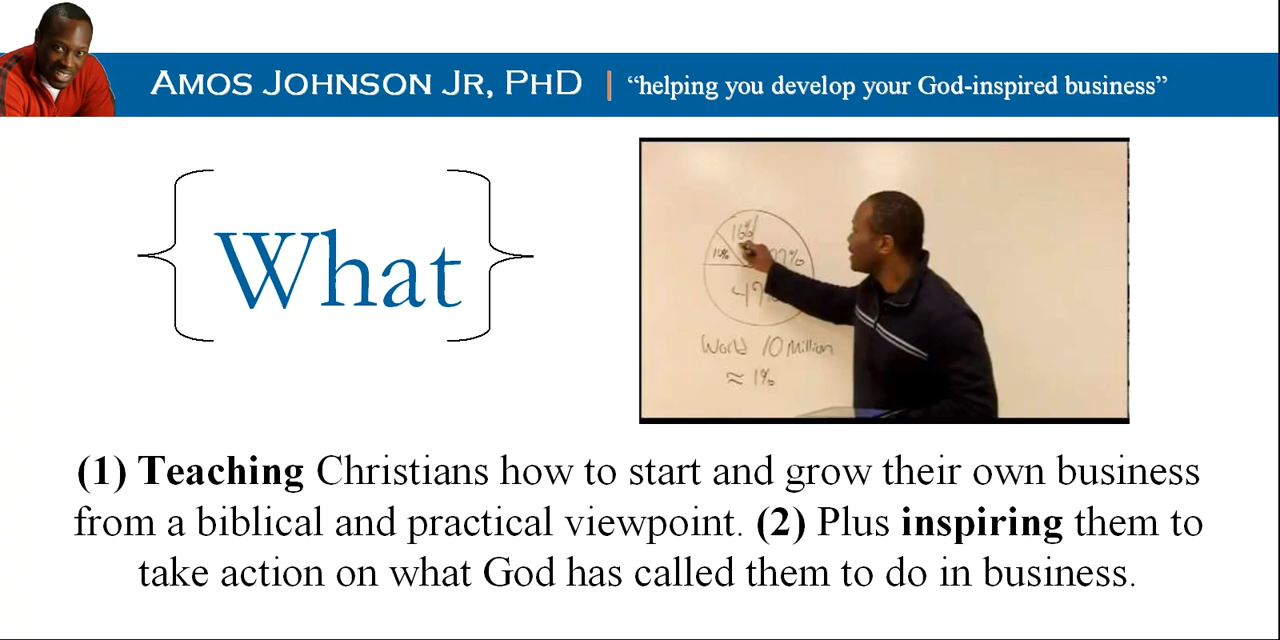 AMOS JOHNSON JR, PHD | “helping you develop your God-inspired business”
What
16%
10%
World 10 Million
≈ 1%
(1) Teaching Christians how to start and grow their own business
from a biblical and practical viewpoint. (2) Plus inspiring them to
take action on what God has called them to do in business.